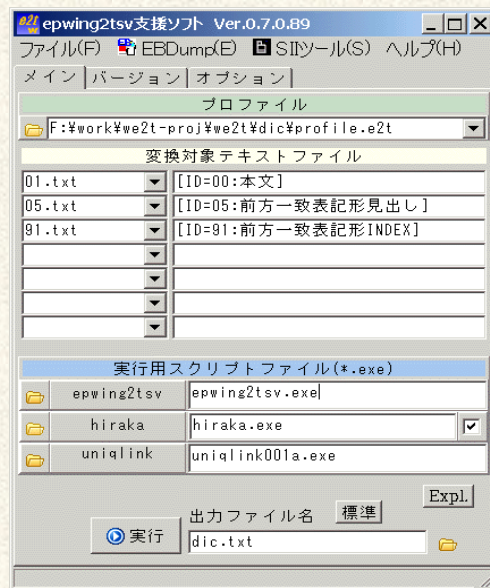 e2t w epwing2tsv支援ソフト Ver.0.7.0.89
ファイル(F) EBDump(E) SIIツール(S) ヘルプ(H)
メイン バージョン オプション
プロファイル
F:¥work¥we2t-proj¥we2t¥dic¥profile.e2t
変換対象テキストファイル
01.txt [ID=00:本文]
05.txt [ID=05:前方一致表記形見出し]
91.txt [ID=91:前方一致表記形INDEX]
実行用スクリプトファイル(*.exe)
epwing2tsv epwing2tsv.exe
hiraka hiraka.exe
uniqlink uniqlink001a.exe
Expl.
出力ファイル名 標準
実行 dic.txt